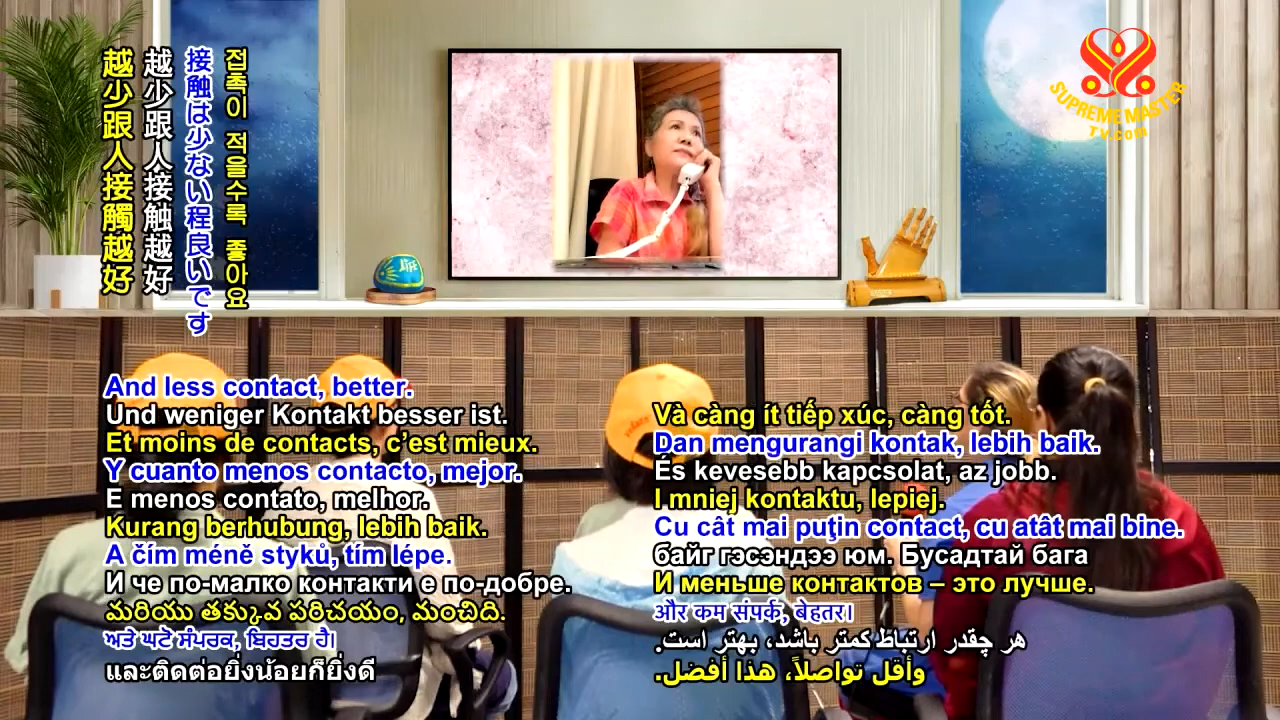 越少跟人接觸越好
越少跟人接触越好
接触は少ない程良いです
접촉이 적을수록 좋아요
SUPREME MASTER
TV.com
LIFE
And less contact, better.
Und weniger Kontakt besser ist.
Et moins de contacts, c’est mieux.
Y cuanto menos contacto, mejor.
E menos contato, melhor.
Kurang berhubung, lebih baik.
A čím méně styků, tím lépe.
И че по-малко контакти е по-добре.
మరియు తక్కువ పరిచయం, మంచిది.
ਅਤੇ ਘਟੋ ਸੰਪਰਕ, ਬਿਹਤਰ ਹੈ।
และติดต่อยิ่งน้อยก็ยิ่งดี
Và càng ít tiếp xúc, càng tốt.
Dan mengurangi kontak, lebih baik.
És kevesebb kapcsolat, az jobb.
I mniej kontaktu, lepiej.
Cu cât mai puţin contact, cu atât mai bine.
байг гэсэндээ юм. Бусадтай бага
И меньше контактов – это лучше.
और कम संपर्क, बेहतर।
هر چقدر ارتباط کمتر باشد، بهتر است.
وأقل تواصلاً، هذا أفضل.